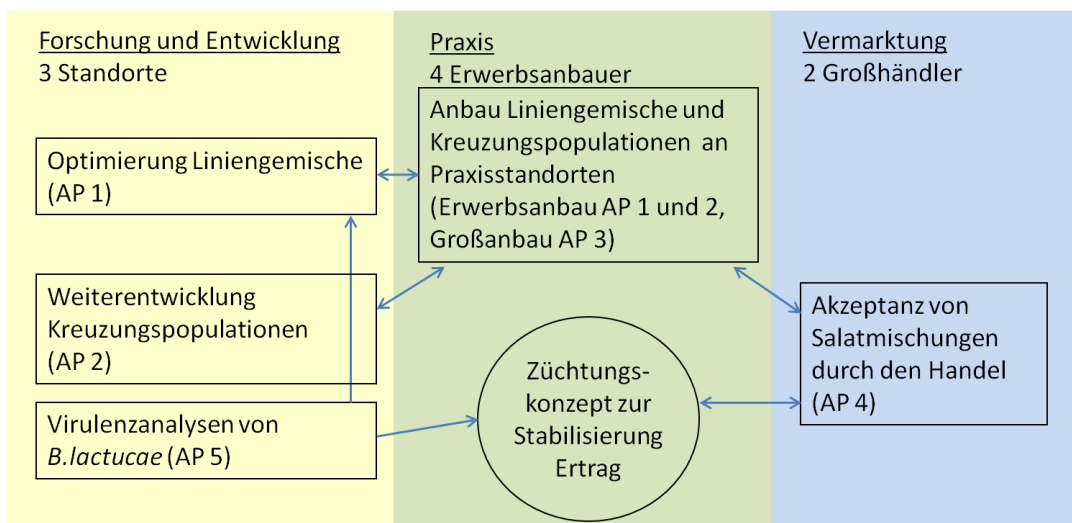 Forschung und Entwicklung
3 Standorte
Optimierung Liniengemische
(AP 1)
Weiterentwicklung
Kreuzungspopulationen
(AP 2)
Virulenzanalysen von
B.lactucae (AP 5)
Praxis
4 Erwerbsanbauer
Anbau Liniengemische und
Kreuzungspopulationen an
Praxisstandorten
(Erwerbsanbau AP 1 und 2,
Großanbau AP 3)
Züchtungs-
konzept zur
Stabilisierung
Ertrag
Vermarktung
2 Großhändler
Akzeptanz von
Salatmischungen
durch den Handel
(AP 4)